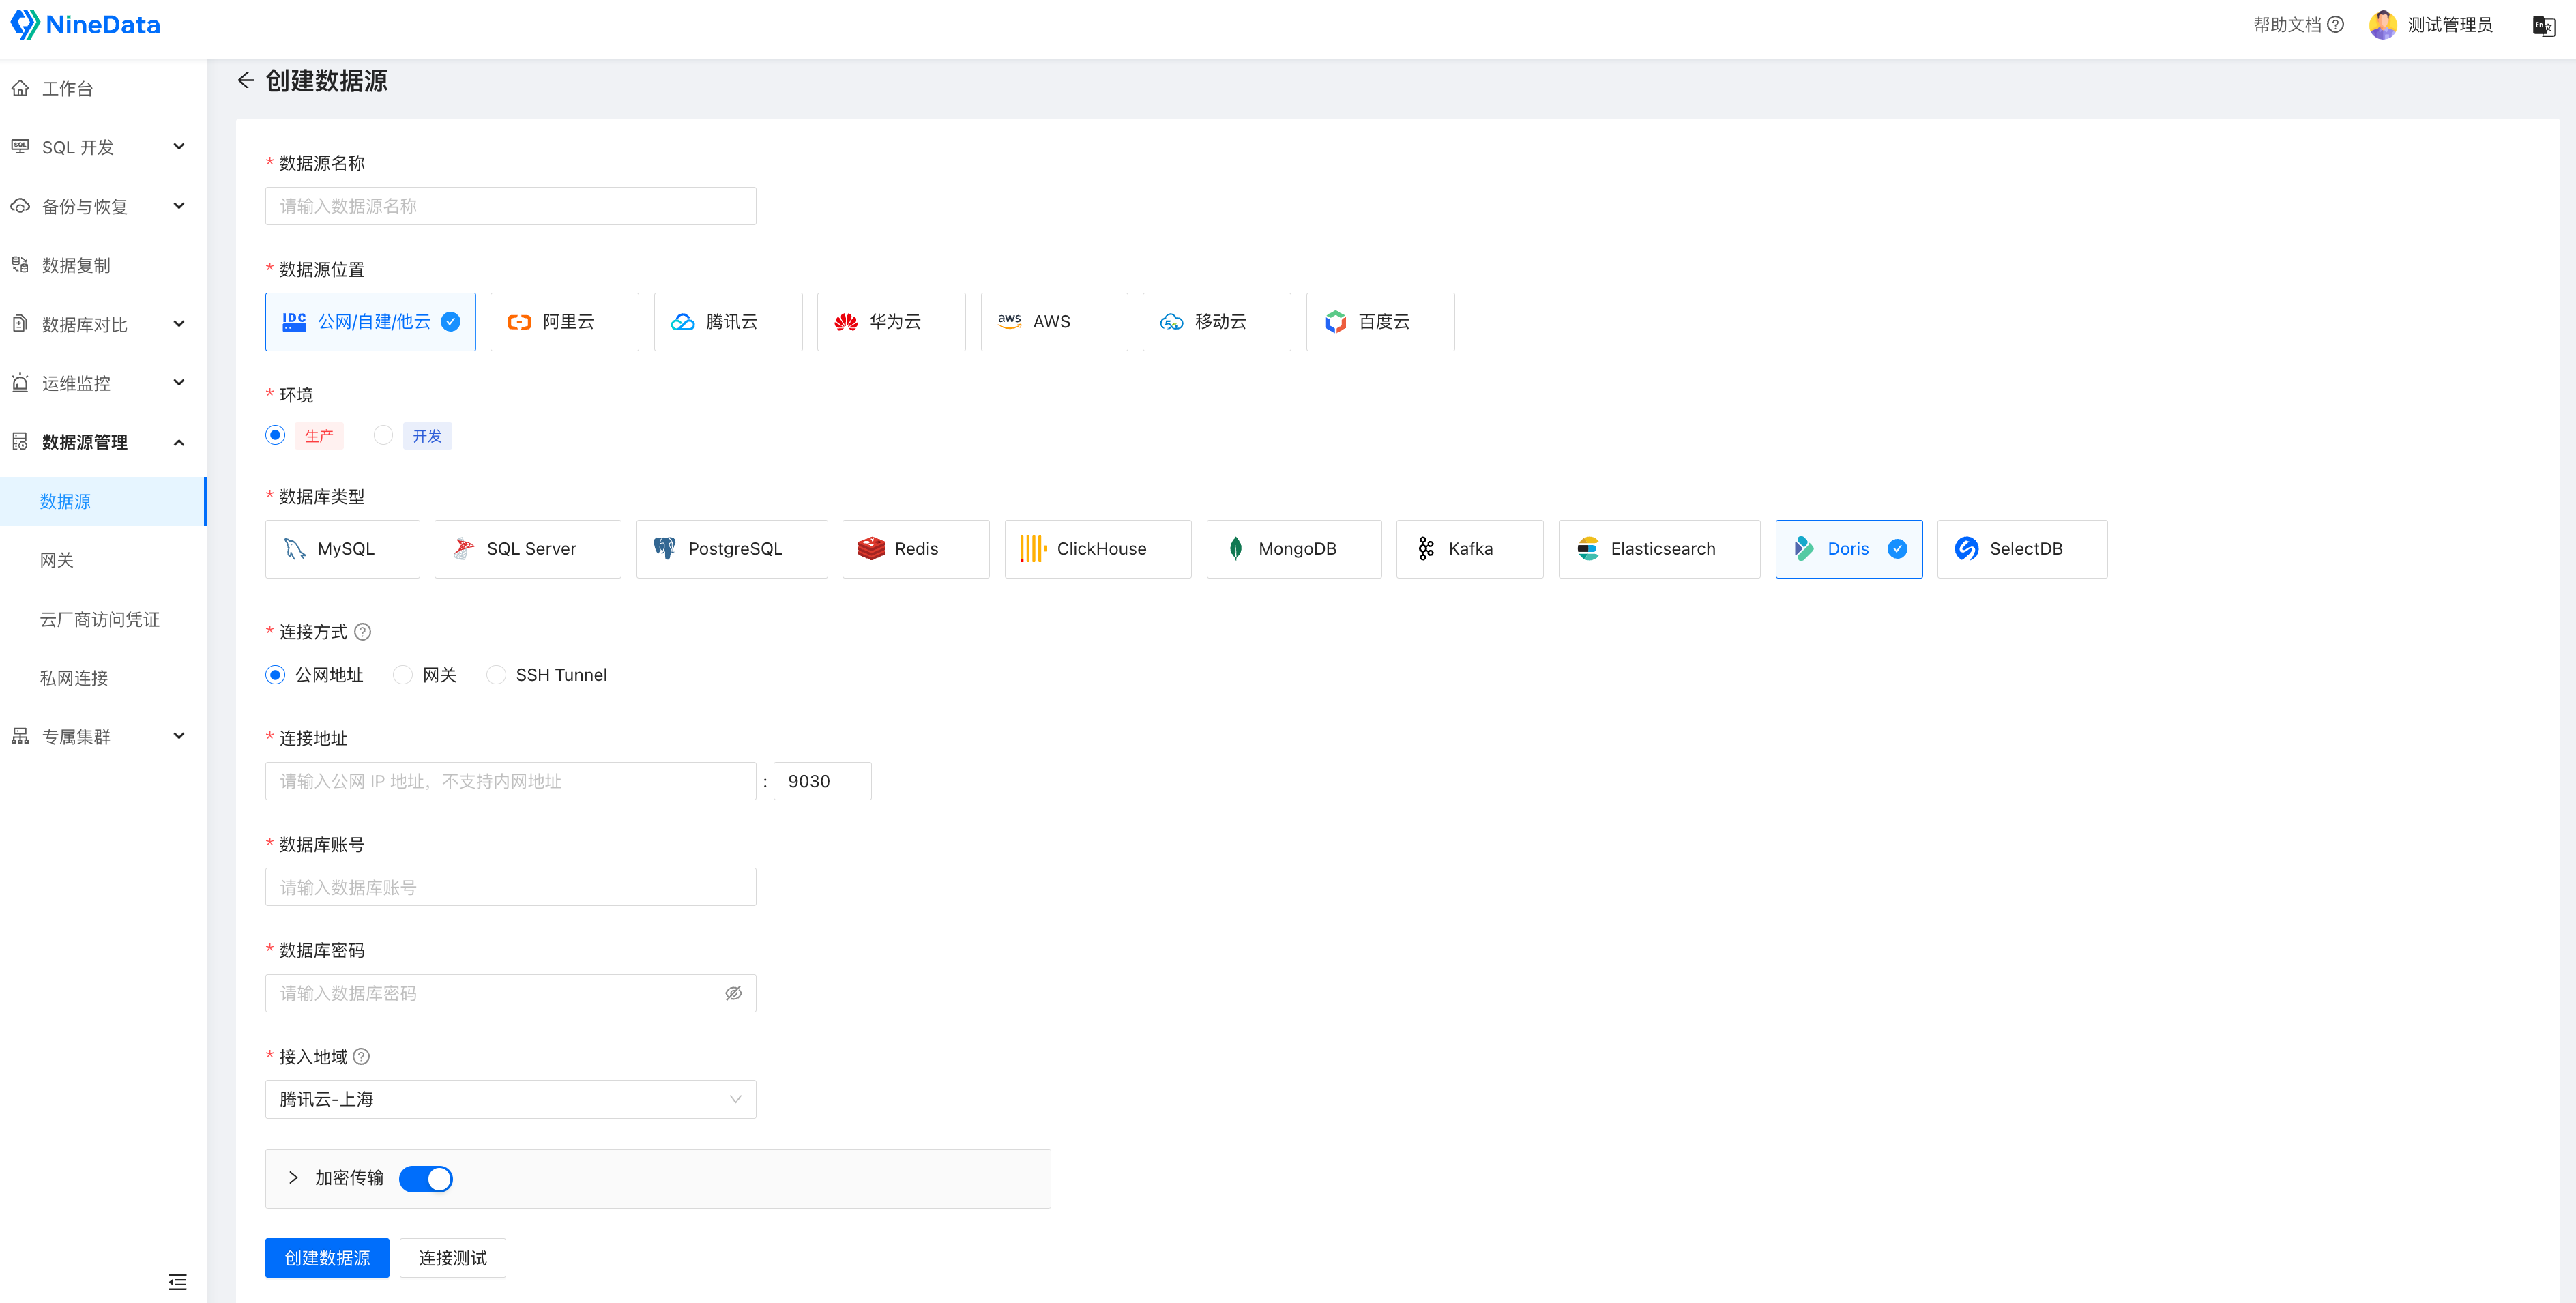 NineData
帮助文档
测试管理员
工作台
SQL 开发
备份与恢复
数据复制
数据库对比
运维监控
数据源管理
数据源
网关
云厂商访问凭证
私网连接
专属集群
创建数据源
* 数据源名称
请输入数据源名称
* 数据源位置
IDC 公网/自建/他云
阿里云
腾讯云
华为云
aws AWS
移动云
百度云
* 环境
生产 开发
* 数据库类型
MySQL
SQL Server
PostgreSQL
Redis
ClickHouse
MongoDB
Kafka
Elasticsearch
Doris
SelectDB
* 连接方式
公网地址 网关 SSH Tunnel
* 连接地址
请输入公网 IP 地址，不支持内网地址 : 9030
* 数据库账号
请输入数据库账号
* 数据库密码
请输入数据库密码
* 接入地域
腾讯云-上海
加密传输
创建数据源 连接测试